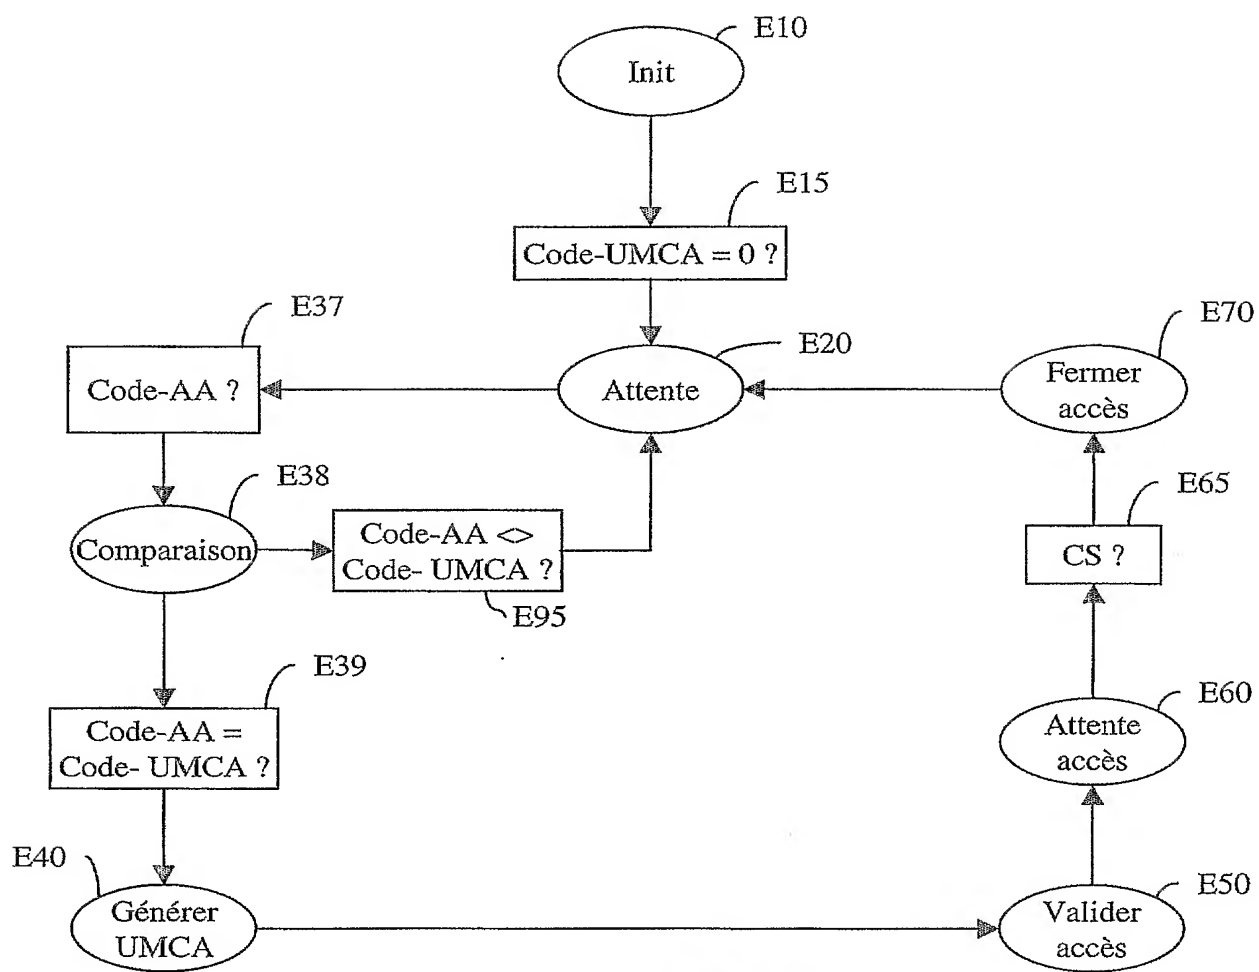 E10
Init
E15
Code-UMCA = 0 ?
E37
E20
E70
Code-AA ?
Attente
Fermer
accès
E38
E65
Comparaison
Code-AA <>
Code- UMCA ?
CS ?
E95
E39
E60
Code-AA =
Code- UMCA ?
Attente
accès
E40
E50
Générer
UMCA
Valider
accès